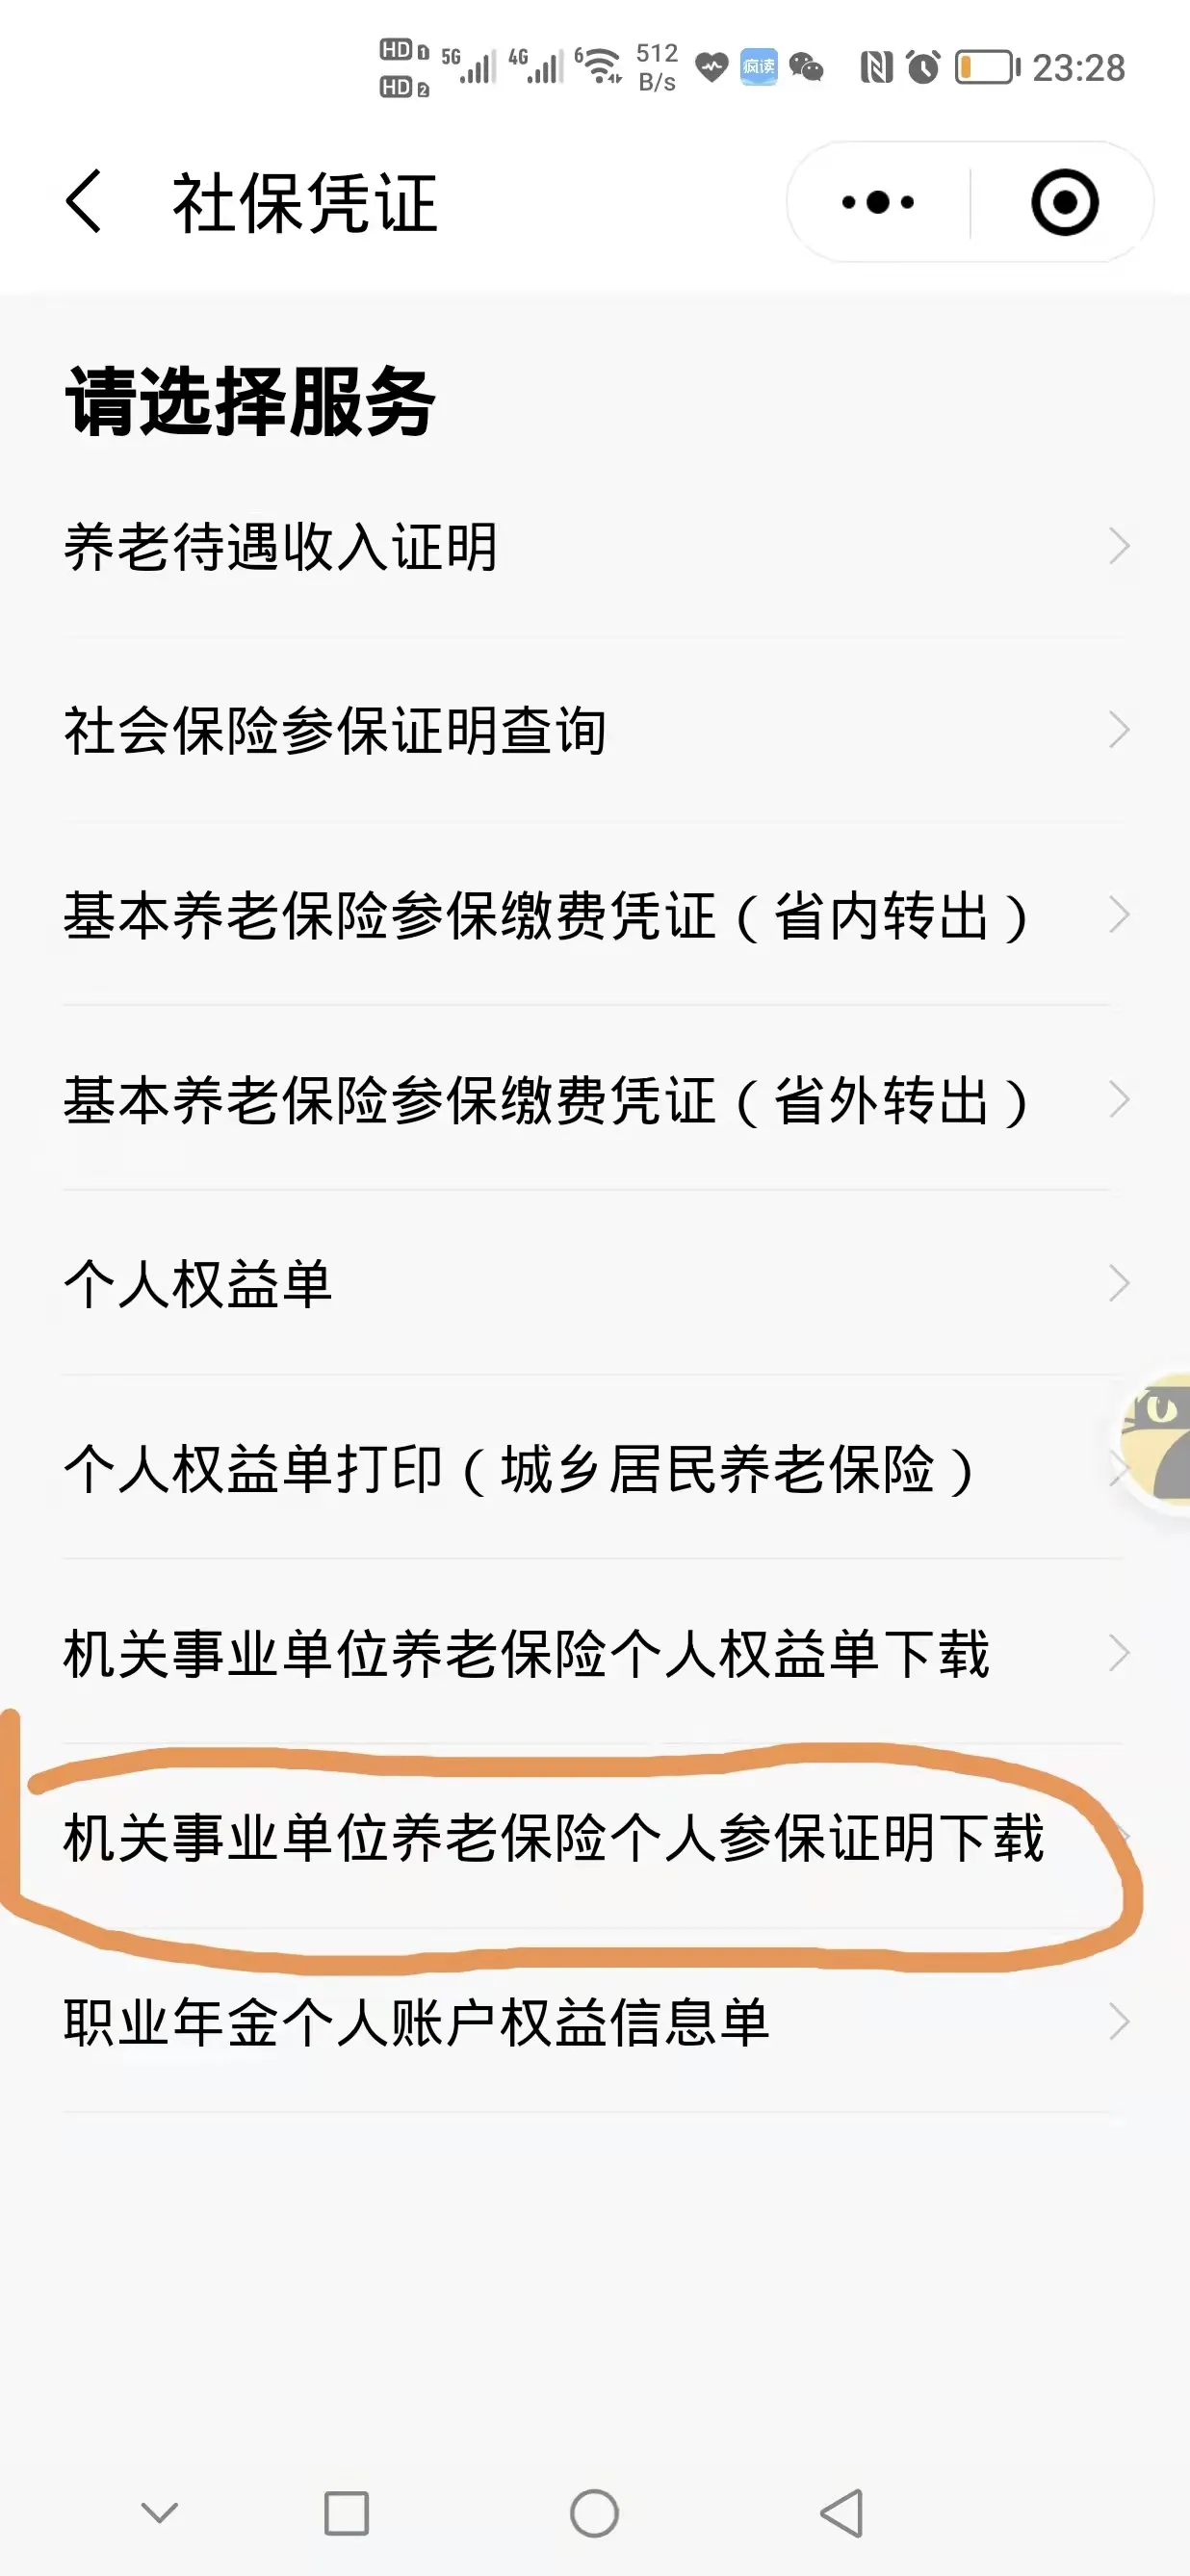 HD 1 5G 4G 6 512 疯读 23:28
HD 2 B/s
社保凭证
请选择服务
养老待遇收入证明
社会保险参保证明查询
基本养老保险参保缴费凭证（省内转出）
基本养老保险参保缴费凭证（省外转出）
个人权益单
个人权益单打印（城乡居民养老保险）
机关事业单位养老保险个人权益单下载
机关事业单位养老保险个人参保证明下载
职业年金个人账户权益信息单